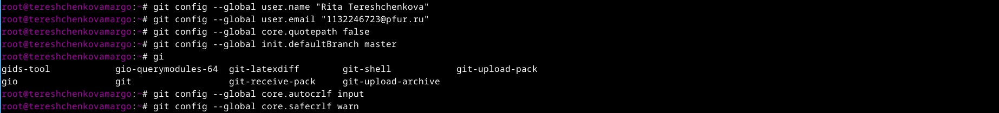 root@tereshchenkovamargo:~# git config --global user.name "Rita Tereshchenkova"
root@tereshchenkovamargo:~# git config --global user.email "1132246723@pfur.ru"
root@tereshchenkovamargo:~# git config --global core.quotepath false
root@tereshchenkovamargo:~# git config --global init.defaultBranch master
root@tereshchenkovamargo:~# gi
gids-tool            gio-querymodules-64  git-latexdiff        git-shell            git-upload-pack
gio                  git                  git-receive-pack     git-upload-archive
root@tereshchenkovamargo:~# git config --global core.autocrlf input
root@tereshchenkovamargo:~# git config --global core.safecrlf warn